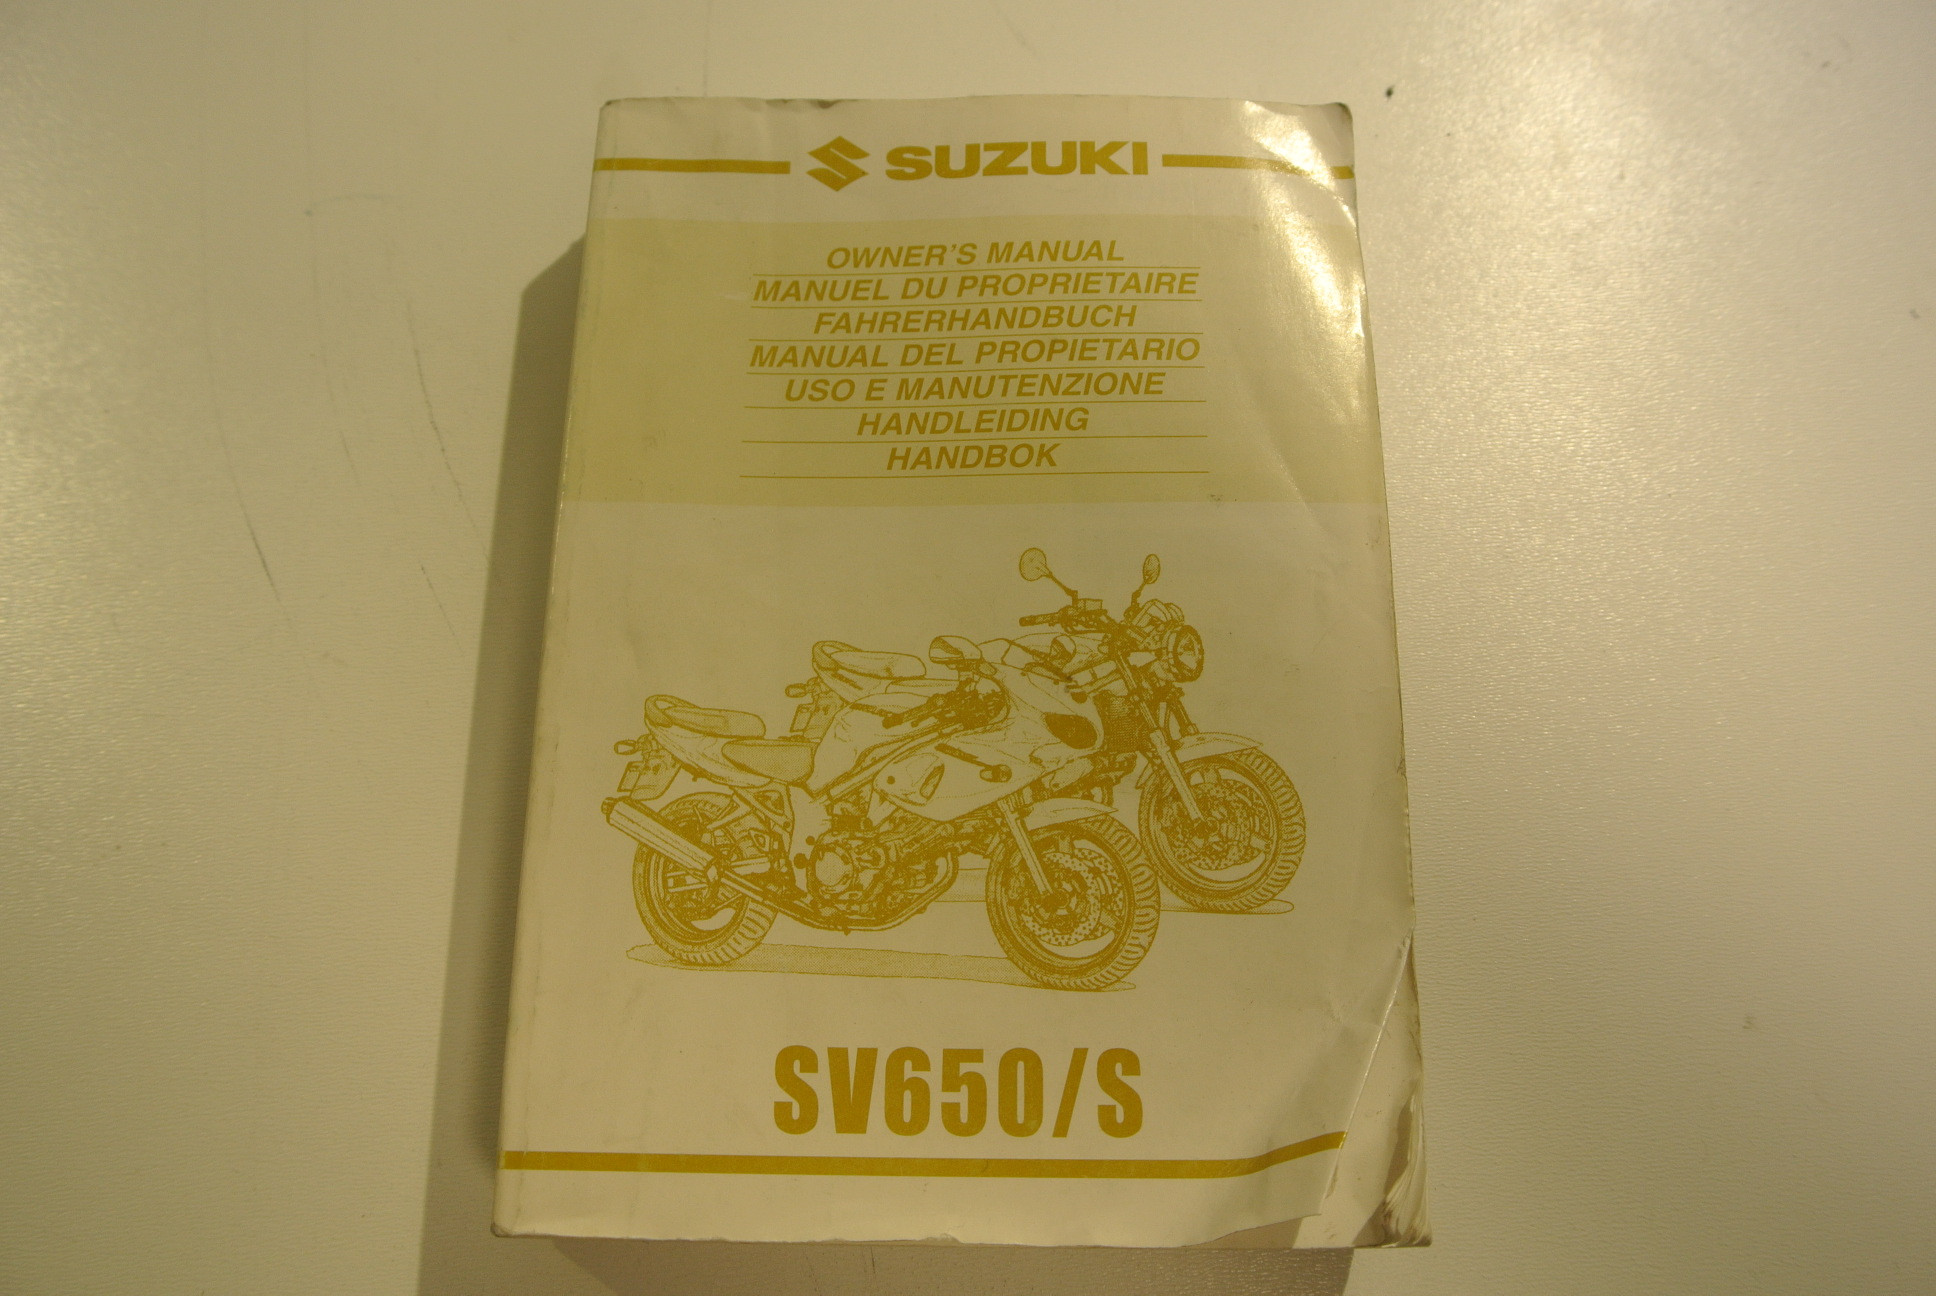 SUZUKI
OWNER'S MANUAL
MANUEL DU PROPRIETAIRE
FAHRERHANDBUCH
MANUAL DEL PROPIETARIO
USO E MANUTENZIONE
HANDLEIDING
HANDBOK
SV650/S